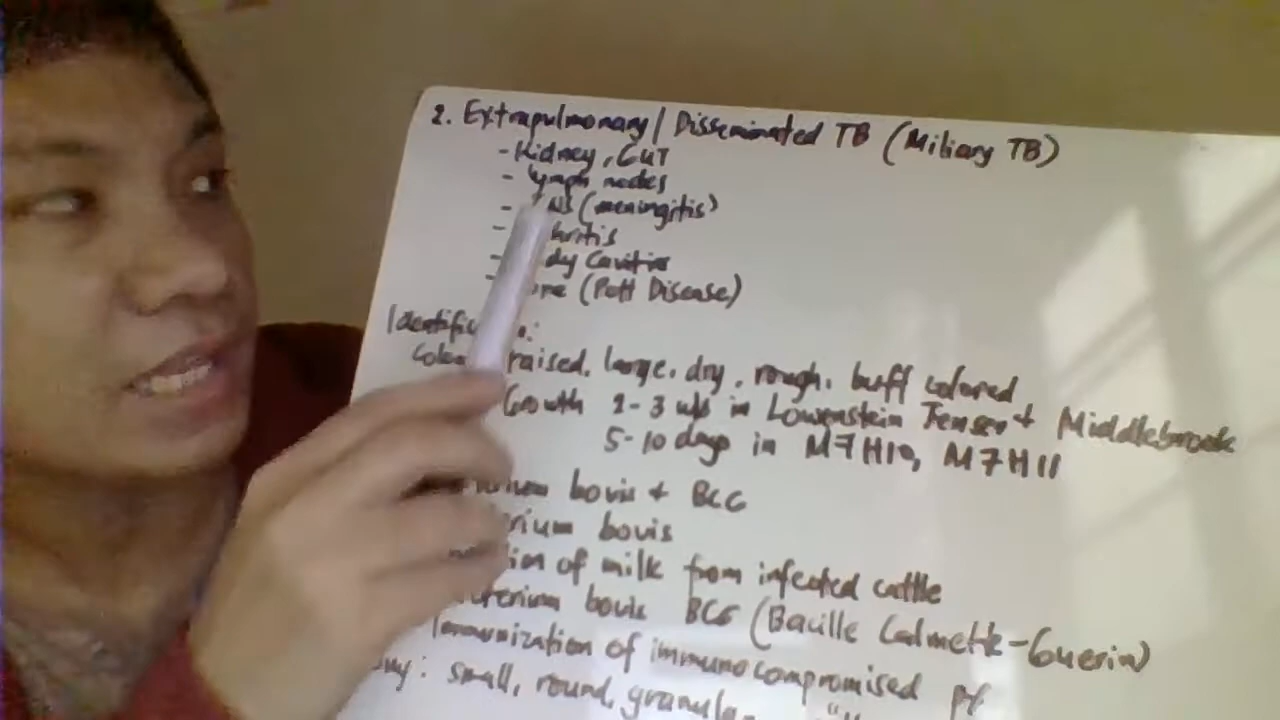 2. Extrapulmonary / Disseminated TB (Miliary TB)
- Kidney, GUT
- Lymph nodes
- (meningitis)
-
- Cavities
- (Pott Disease)
raised, large, dry, rough, buff colored
Growth 2-3 wks in Lowenstein Jensen + Middlebrook
5-10 days in M7H10, M7H11
bovis + BCG
bovis
of milk from infected cattle
bovis BCG (Bacille Calmette-Guerin)
Immunization of immunocompromised pt
: small, round,